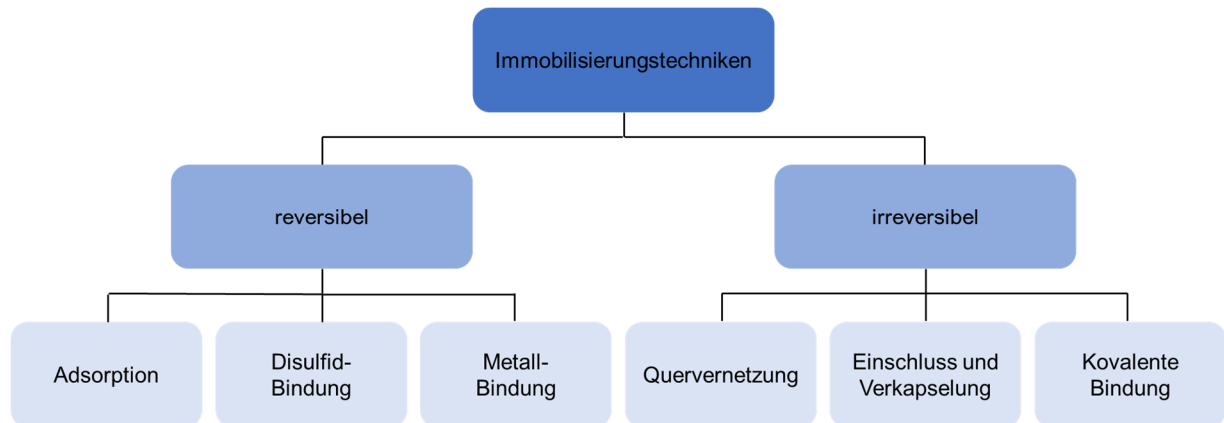 Immobilisierungstechniken
reversibel
irreversibel
Adsorption
Disulfid-
Bindung
Metall-
Bindung
Quervernetzung
Einschluss und
Verkapselung
Kovalente
Bindung